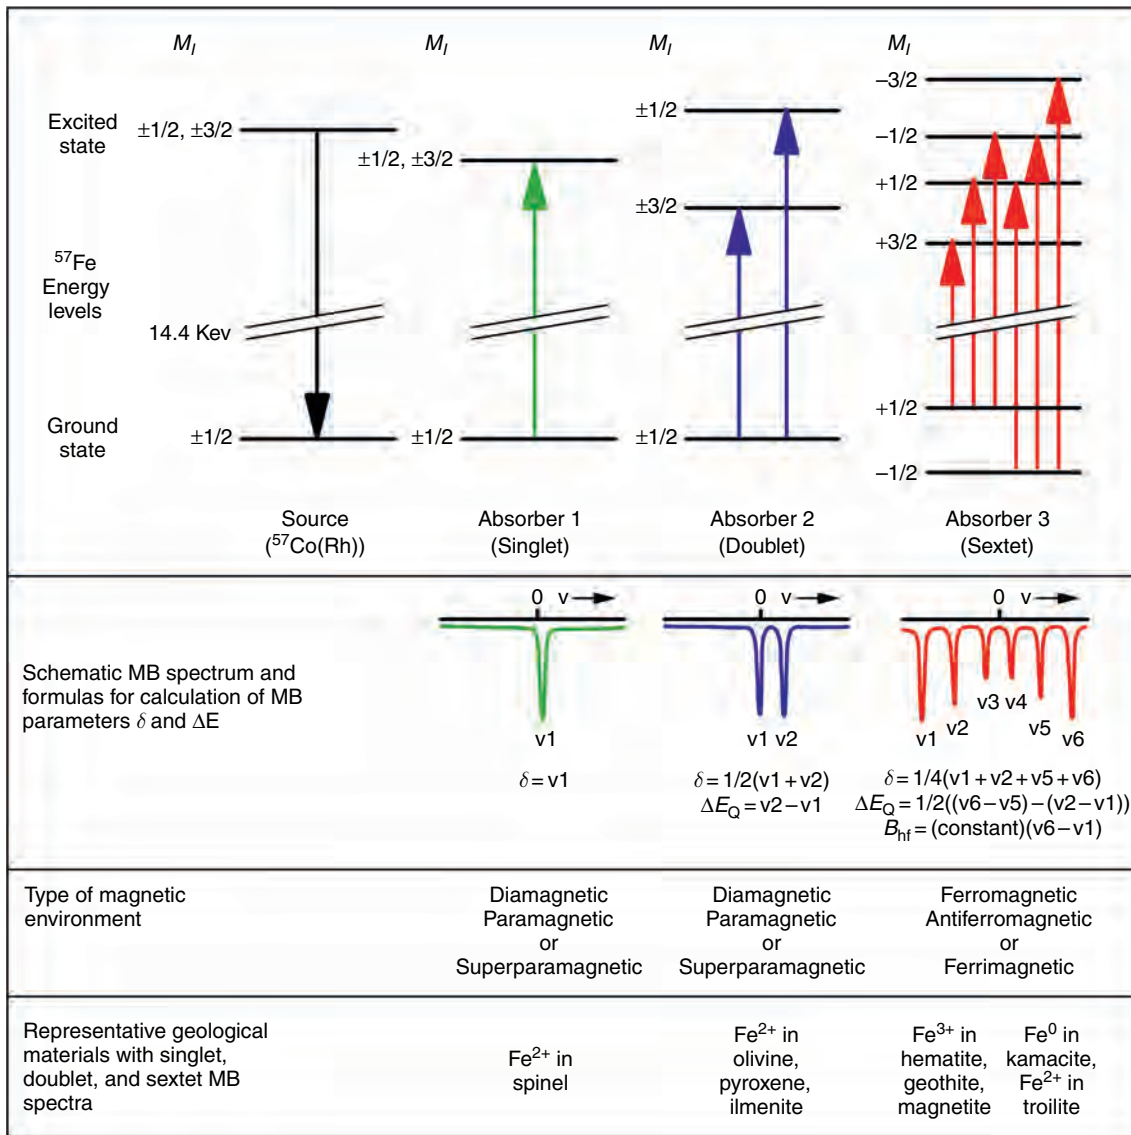 M_I M_I M_I M_I
Excited
state
±1/2, ±3/2
±1/2, ±3/2
±1/2
±3/2
−3/2
−1/2
+1/2
+3/2
⁵⁷Fe
Energy
levels
14.4 Kev
Ground
state
±1/2
±1/2
±1/2
+1/2
−1/2
Source
(⁵⁷Co(Rh))
Absorber 1
(Singlet)
Absorber 2
(Doublet)
Absorber 3
(Sextet)
Schematic MB spectrum and
formulas for calculation of MB
parameters δ and ΔE
0 v
v1
δ = v1
0 v
v1 v2
δ = 1/2(v1 + v2)
ΔE_Q = v2 − v1
0 v
v1 v2 v3 v4 v5 v6
δ = 1/4(v1 + v2 + v5 + v6)
ΔE_Q = 1/2((v6 − v5) − (v2 − v1))
B_hf = (constant)(v6 − v1)
Type of magnetic
environment
Diamagnetic
Paramagnetic
or
Superparamagnetic
Diamagnetic
Paramagnetic
or
Superparamagnetic
Ferromagnetic
Antiferromagnetic
or
Ferrimagnetic
Representative geological
materials with singlet,
doublet, and sextet MB
spectra
Fe²⁺ in
spinel
Fe²⁺ in
olivine,
pyroxene,
ilmenite
Fe³⁺ in
hematite,
geothite,
magnetite
Fe⁰ in
kamacite,
Fe²⁺ in
troilite